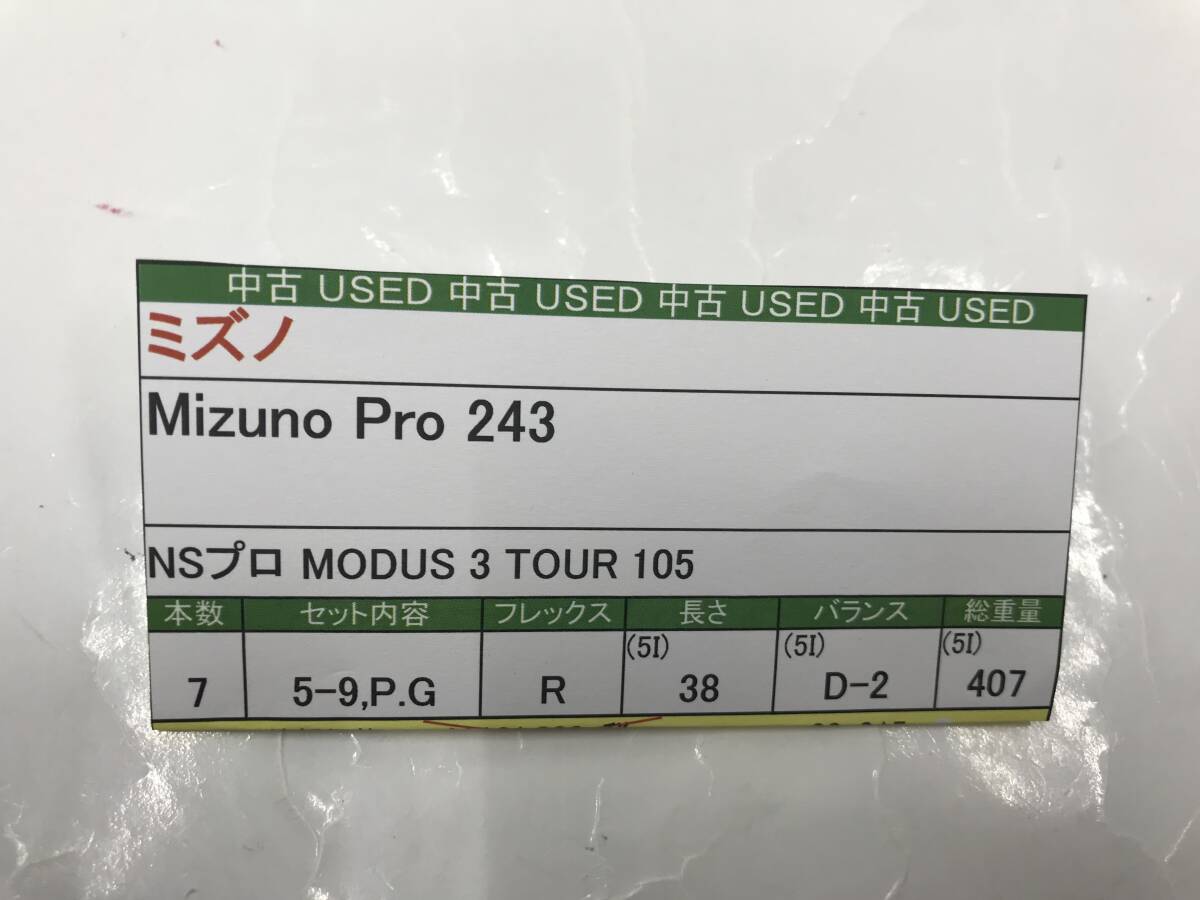 中古 USED 中古 USED 中古 USED 中古 USED
ミズノ
Mizuno Pro 243
NSプロ MODUS 3 TOUR 105
本数 セット内容 フレックス 長さ バランス 総重量
(5I) (5I) (5I)
7 5-9,P.G R 38 D-2 407